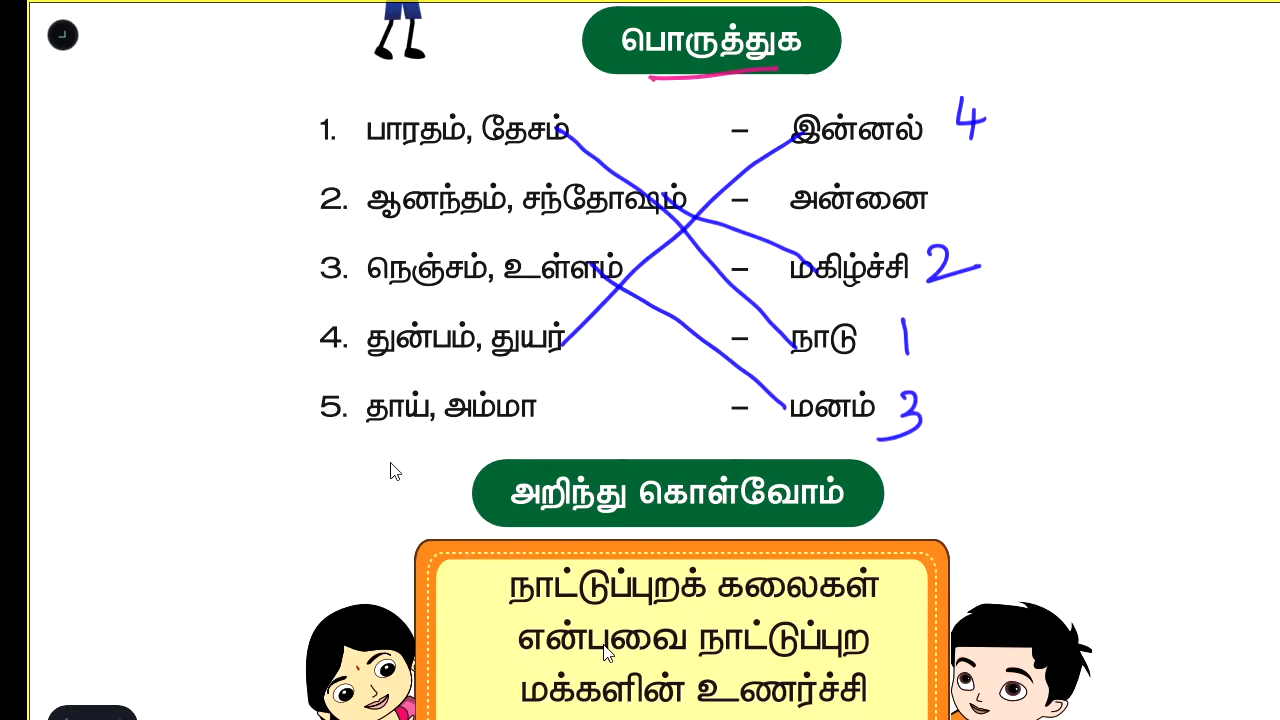 பொருத்துக
1. பாரதம், தேசம் – இன்னல் 4
2. ஆனந்தம், சந்தோஷம் – அன்னை
3. நெஞ்சம், உள்ளம் – மகிழ்ச்சி 2
4. துன்பம், துயர் – நாடு 1
5. தாய், அம்மா – மனம் 3
அறிந்து கொள்வோம்
நாட்டுப்புறக் கலைகள்
என்பவை நாட்டுப்புற
மக்களின் உணர்ச்சி